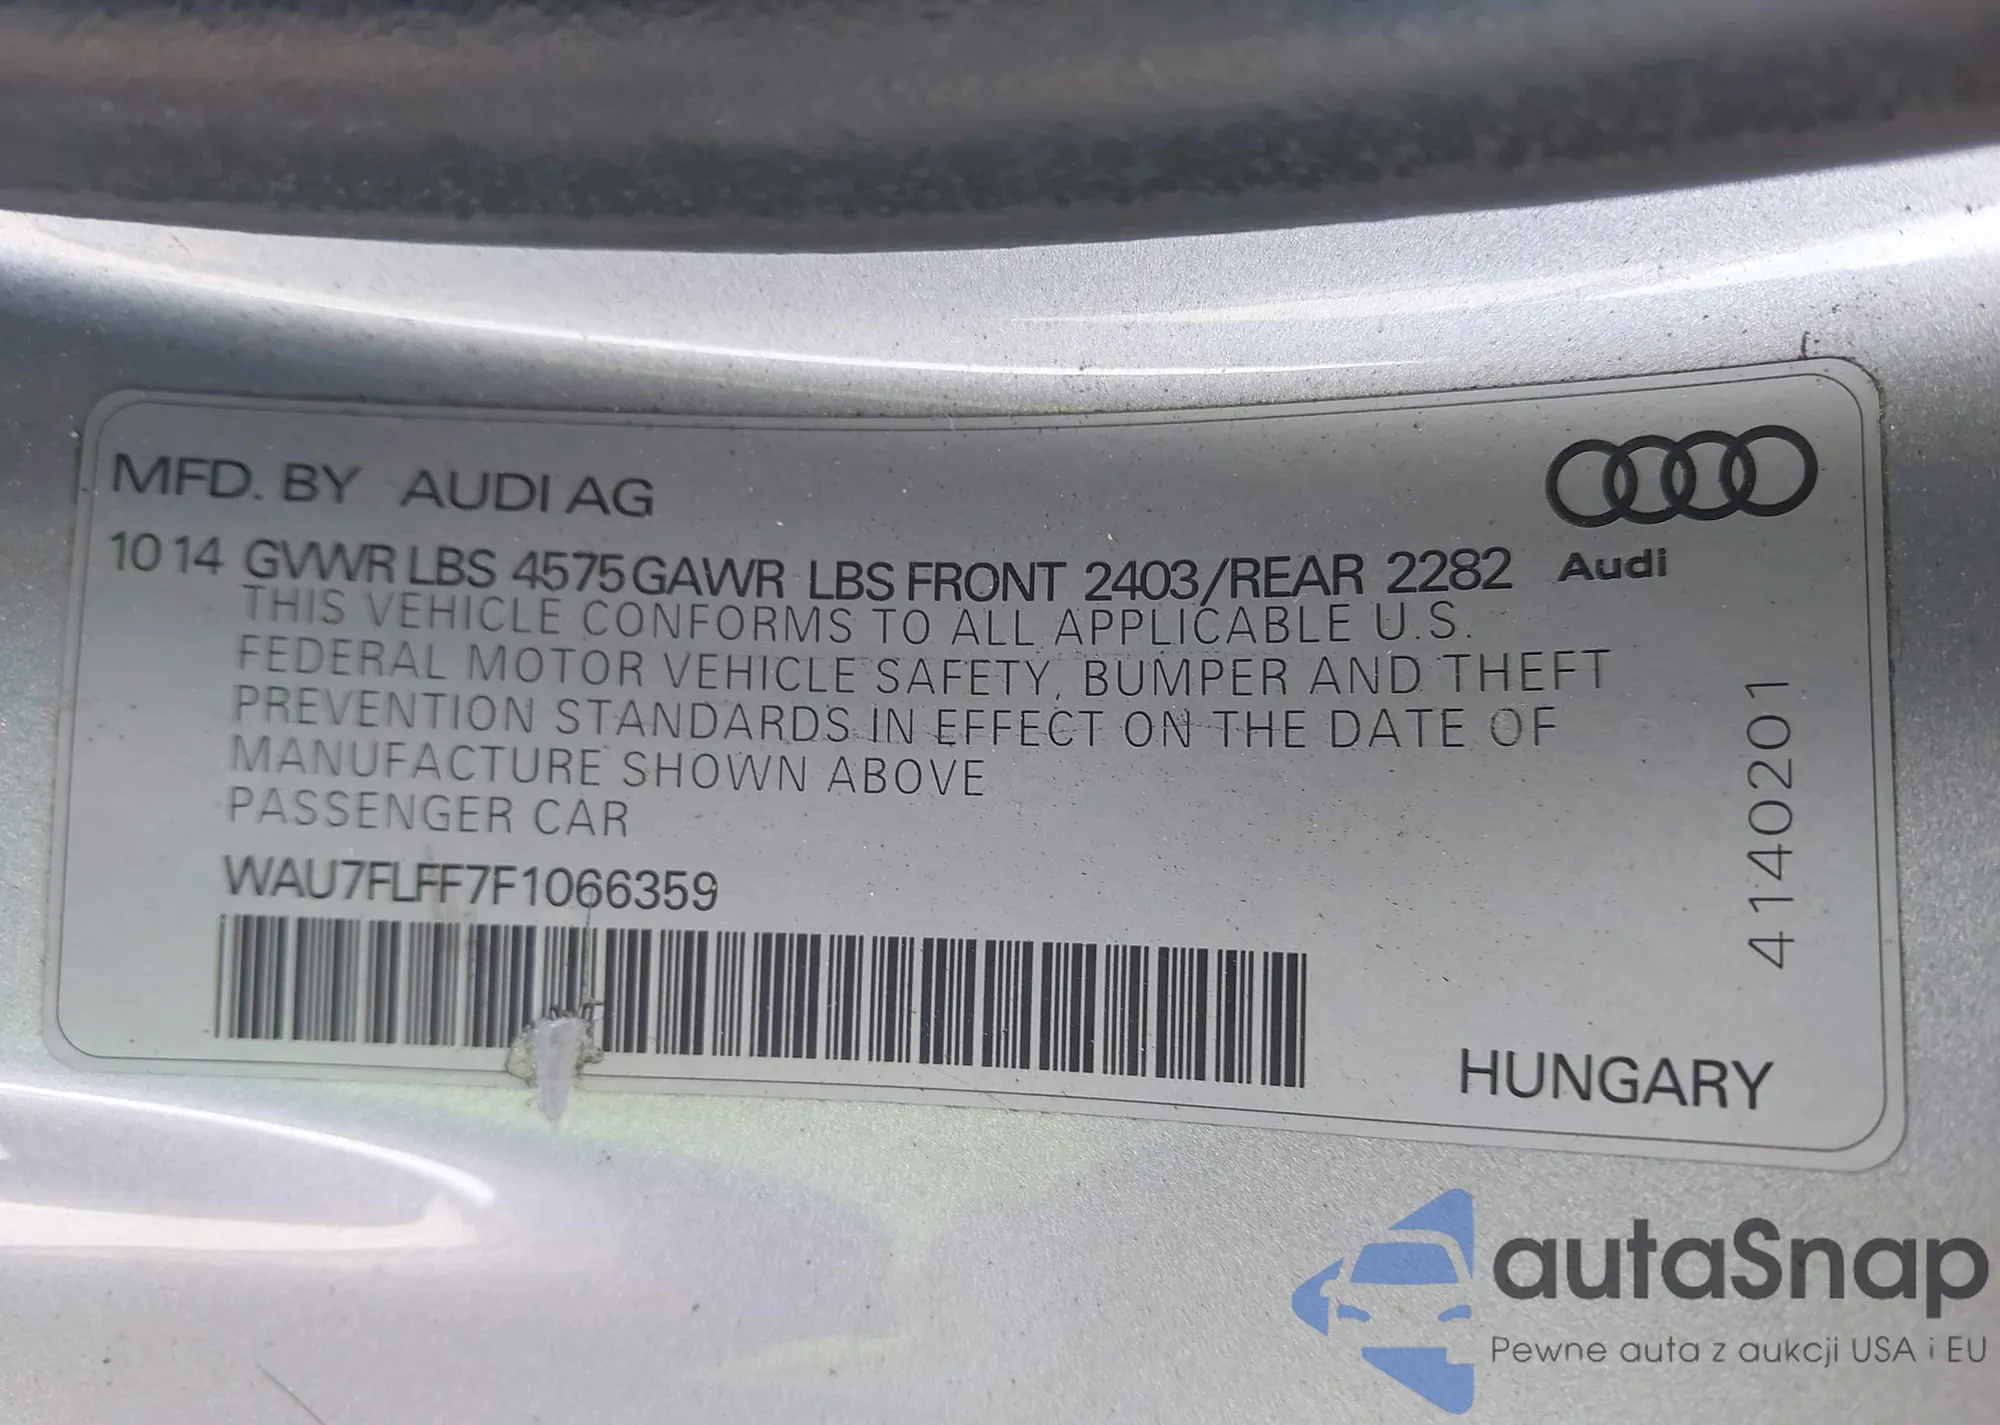 MFD. BY AUDI AG
10 14 GVWR LBS 4575 GAWR LBS FRONT 2403/REAR 2282
Audi
THIS VEHICLE CONFORMS TO ALL APPLICABLE U.S.
FEDERAL MOTOR VEHICLE SAFETY, BUMPER AND THEFT
PREVENTION STANDARDS IN EFFECT ON THE DATE OF
MANUFACTURE SHOWN ABOVE
PASSENGER CAR
WAU7FLFF7F1066359
4140201
HUNGARY
autaSnap
Pewne auta z aukcji USA i EU